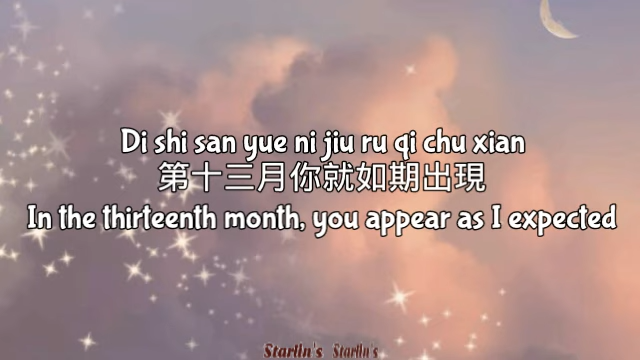 Di shi san yue ni jiu ru qi chu xian
第十三月你就如期出現
In the thirteenth month, you appear as I expected
Starlin's Starlin's